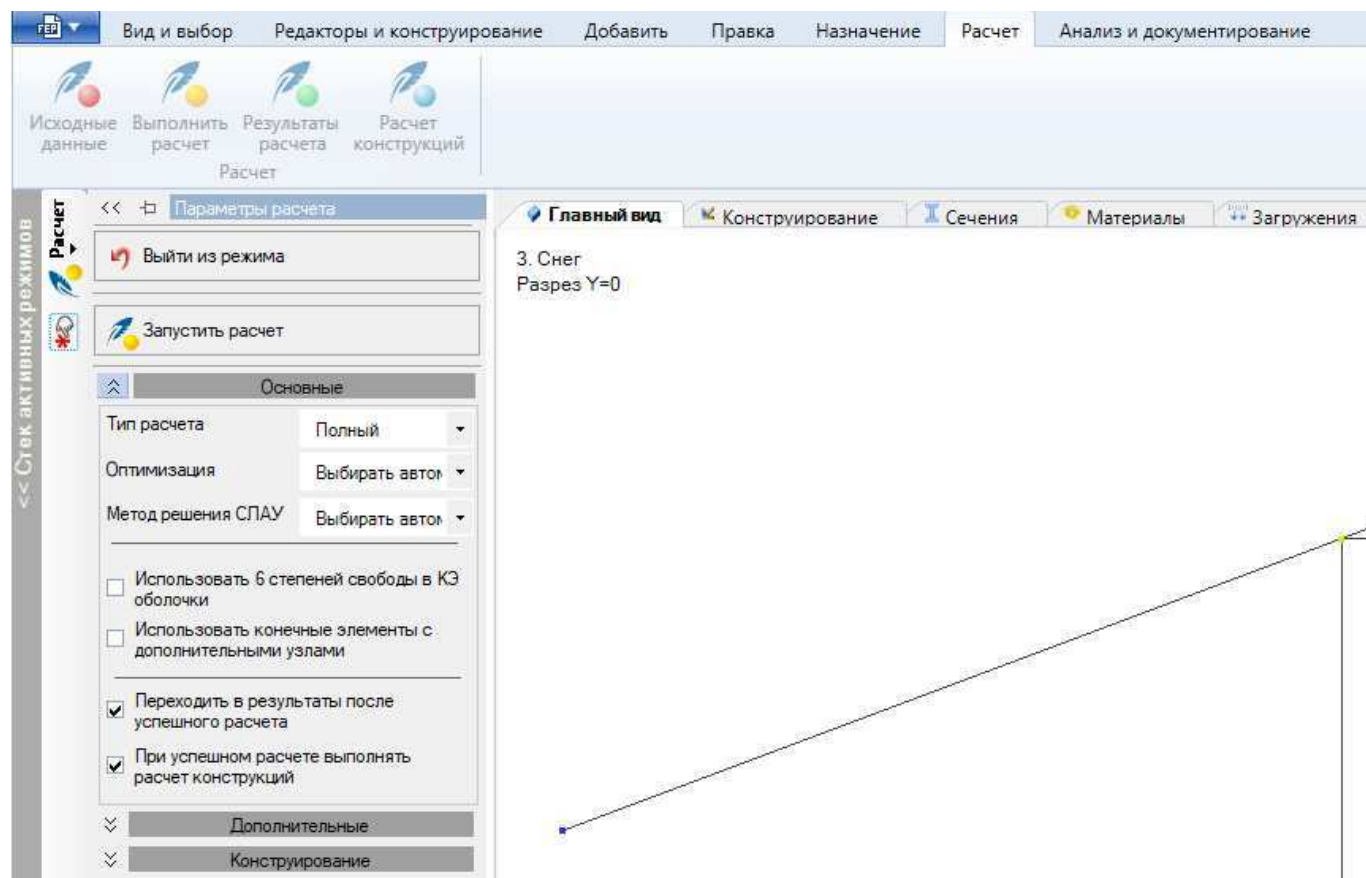 FEP
Вид и выбор Редакторы и конструирование Добавить Правка Назначение Расчет Анализ и документирование
Исходные данные
Выполнить расчет
Результаты расчета
Расчет конструкций
Расчет
<< Стек активных режимов
Расчет
<< Параметры расчета
Выйти из режима
Запустить расчет
Основные
Тип расчета Полный
Оптимизация Выбирать автом
Метод решения СЛАУ Выбирать автом
Использовать 6 степеней свободы в КЭ
оболочки
Использовать конечные элементы с
дополнительными узлами
Переходить в результаты после
успешного расчета
При успешном расчете выполнять
расчет конструкций
Дополнительные
Конструирование
Главный вид Конструирование Сечения Материалы Загружения
3. Снег
Разрез Y=0